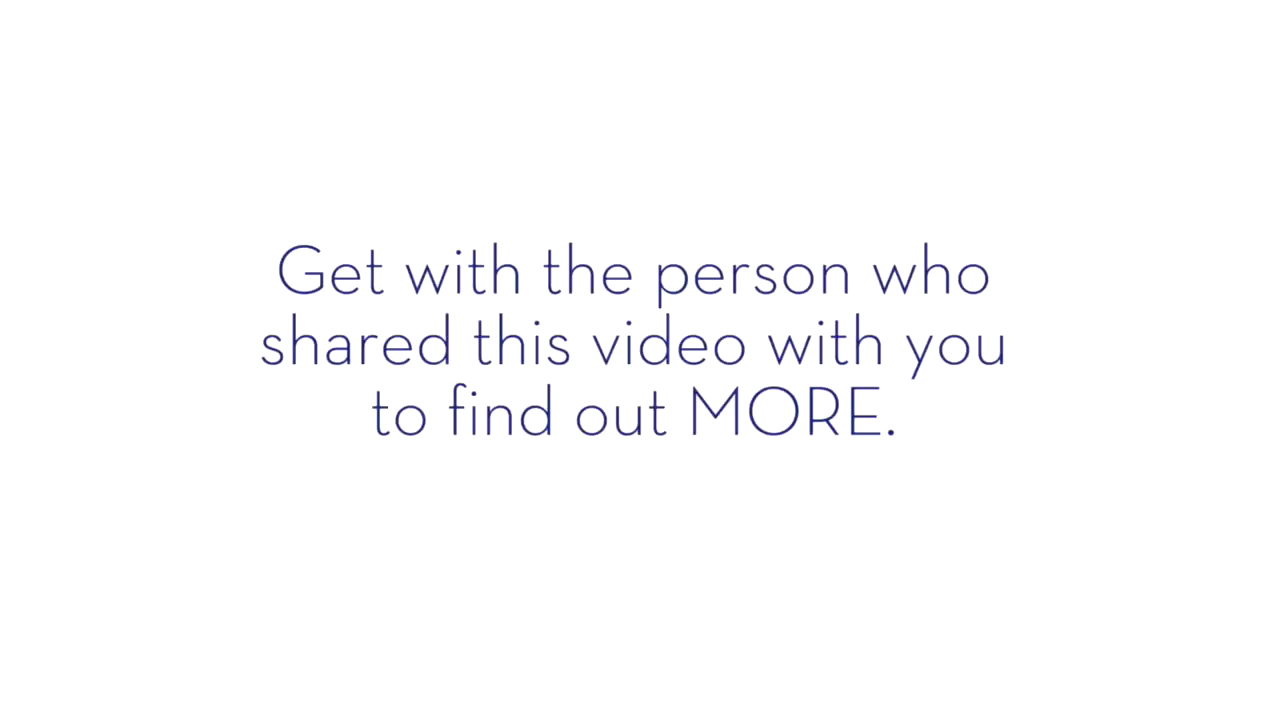 Get with the person who
shared this video with you
to find out MORE.